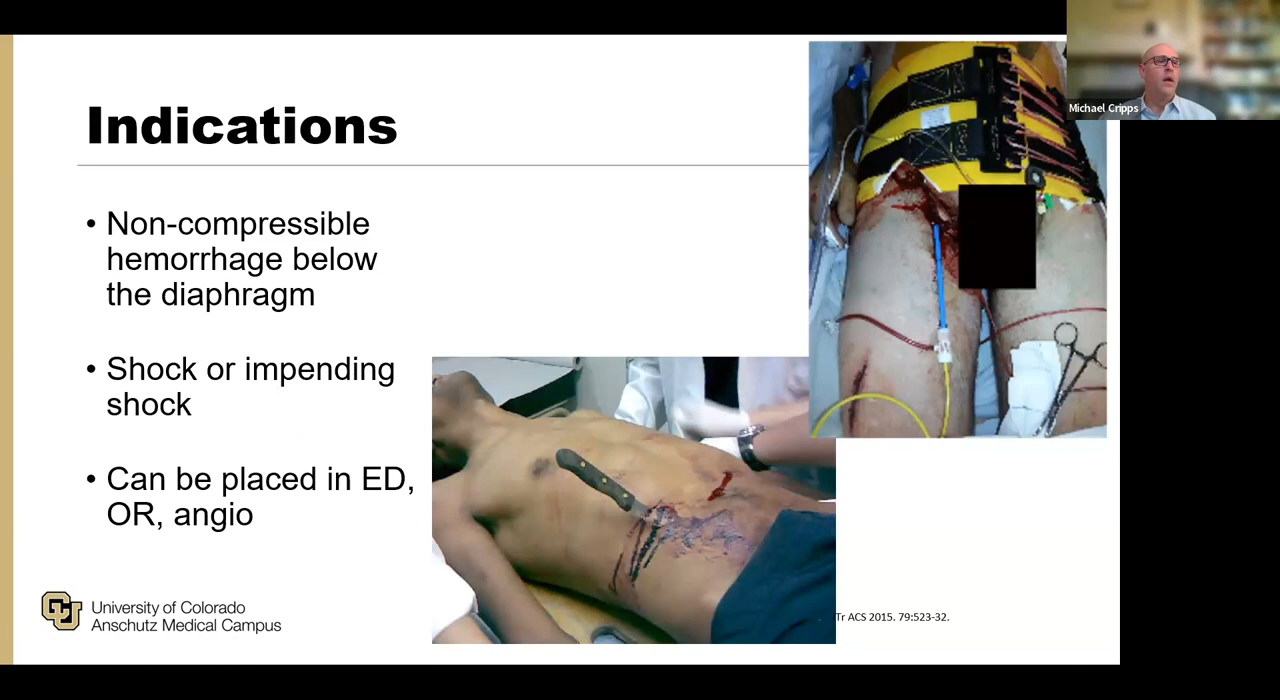 Indications
• Non-compressible
hemorrhage below
the diaphragm
• Shock or impending
shock
• Can be placed in ED,
OR, angio
University of Colorado
Anschutz Medical Campus
Tr ACS 2015. 79:523-32.
Michael Cripps